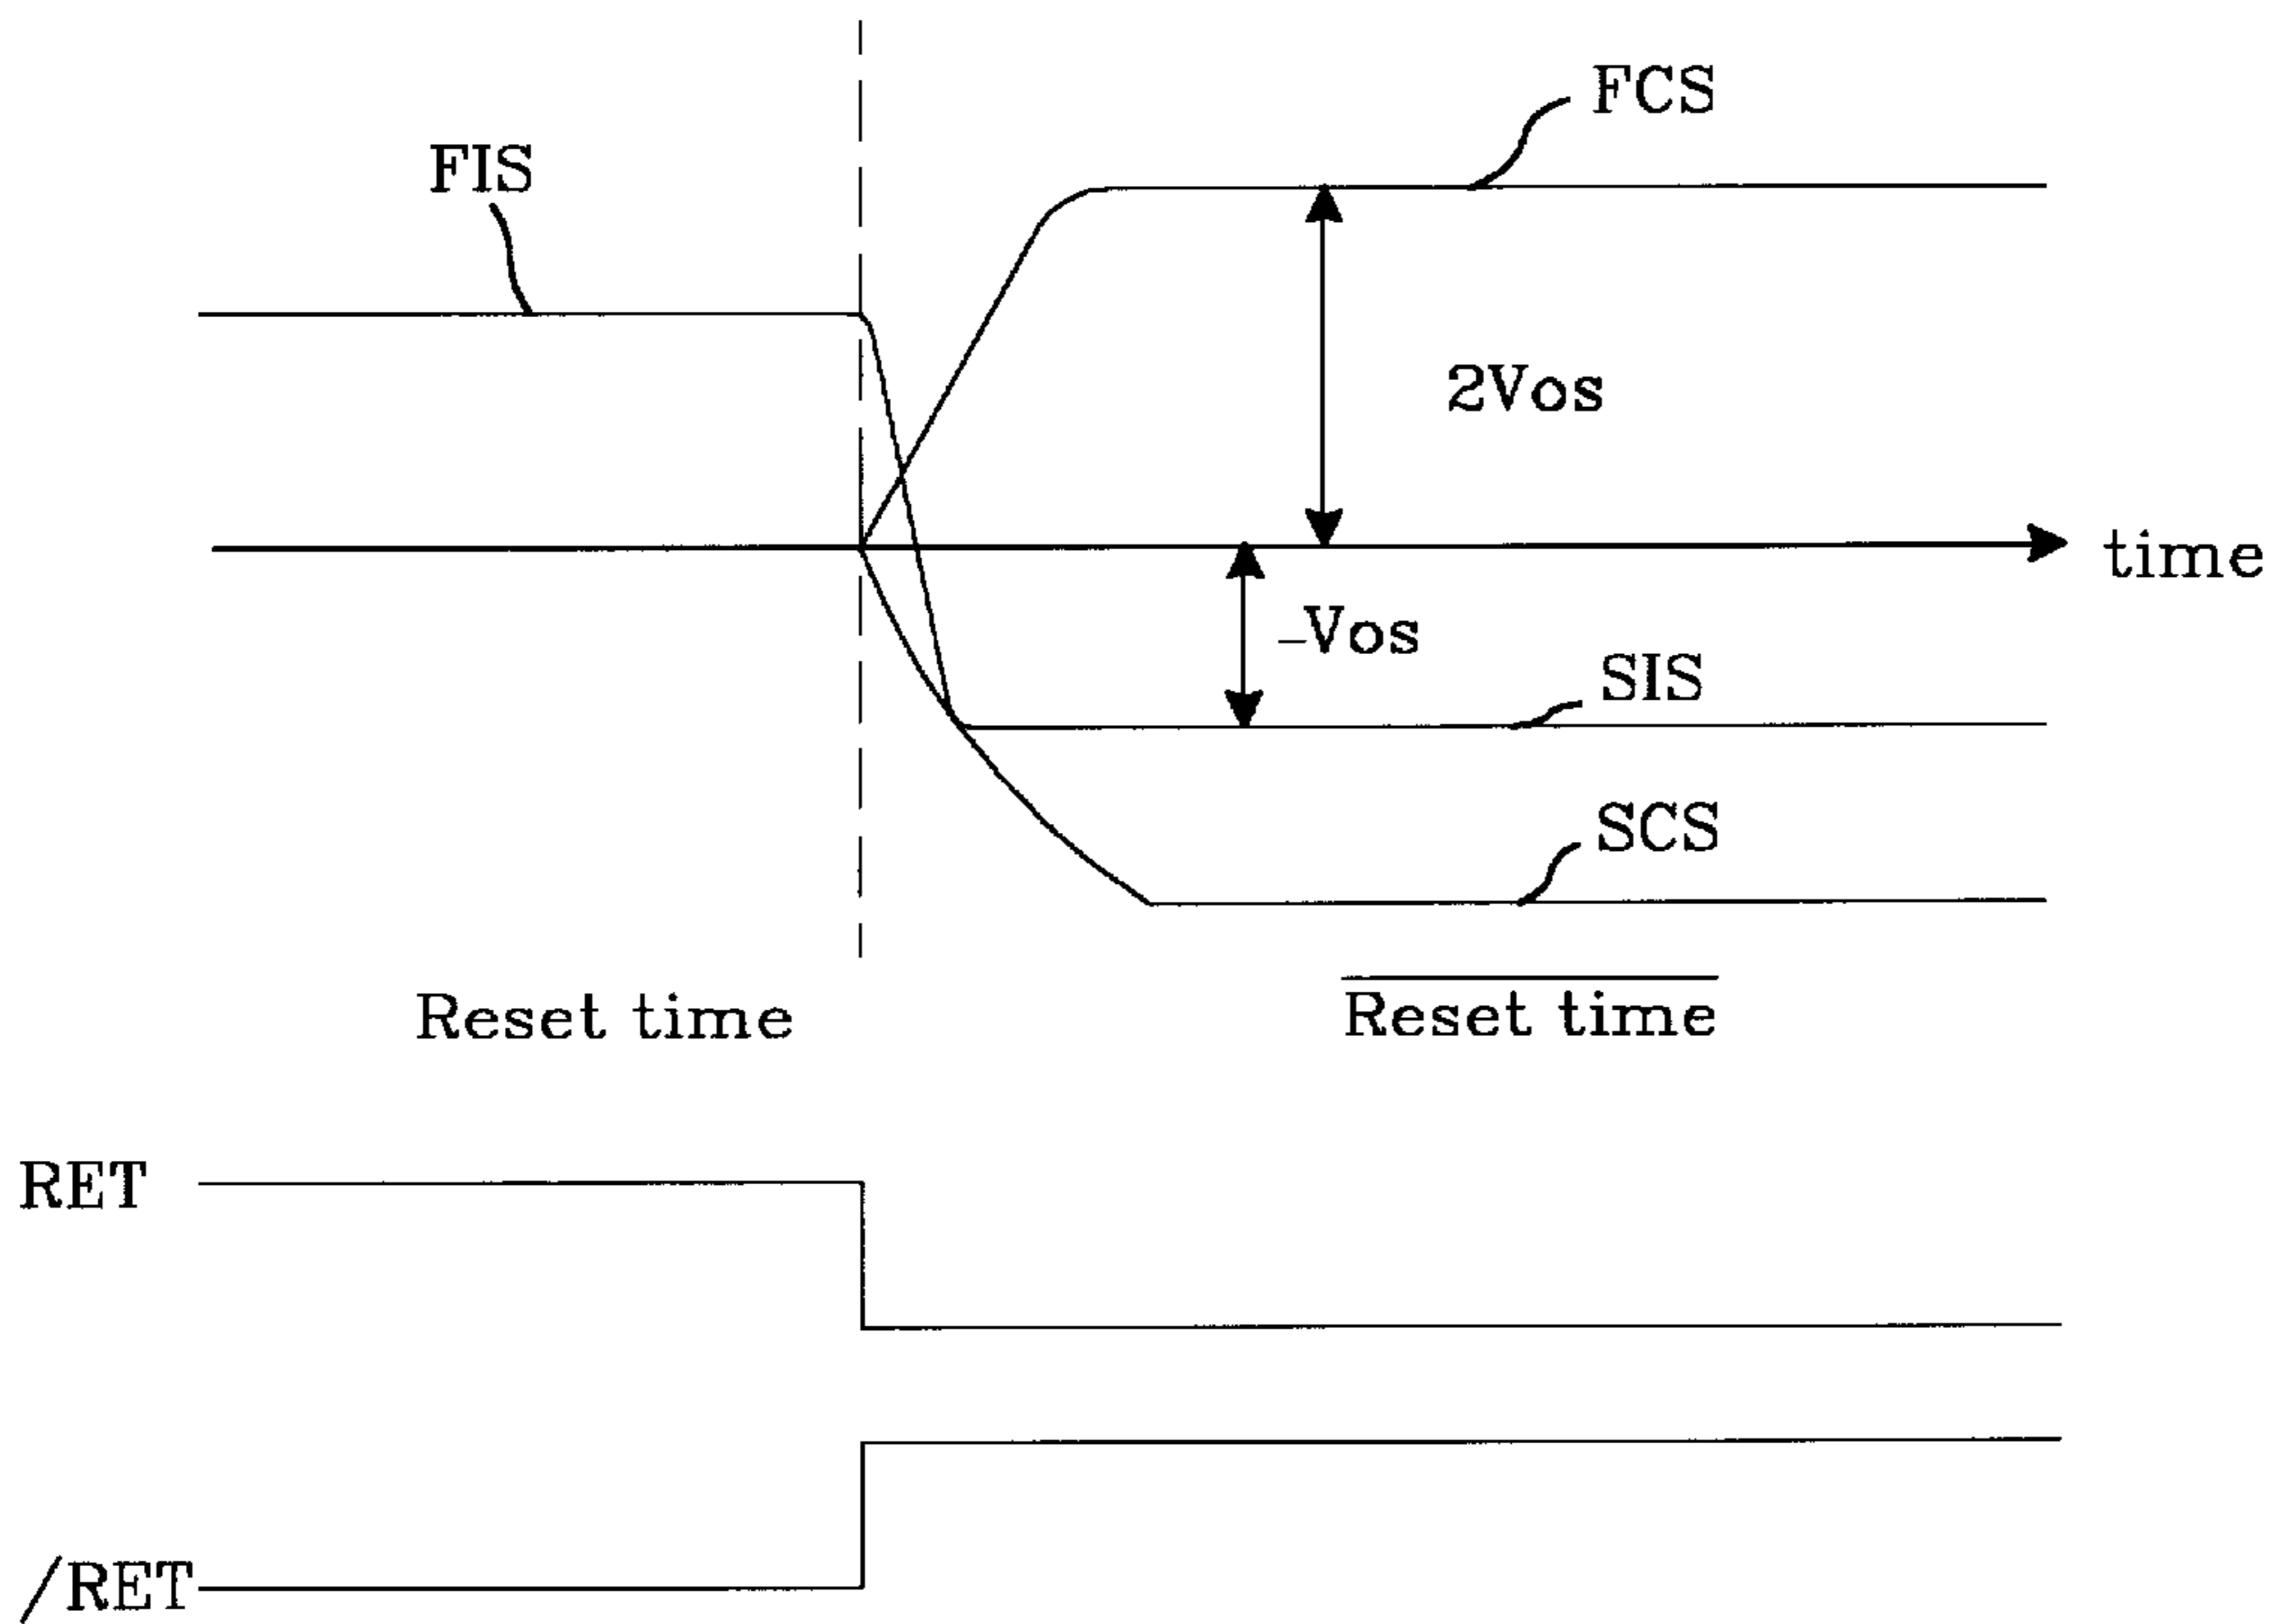 FCS
FIS
2Vos
time
-Vos
SIS
SCS
Reset time
Reset time
RET
/RET